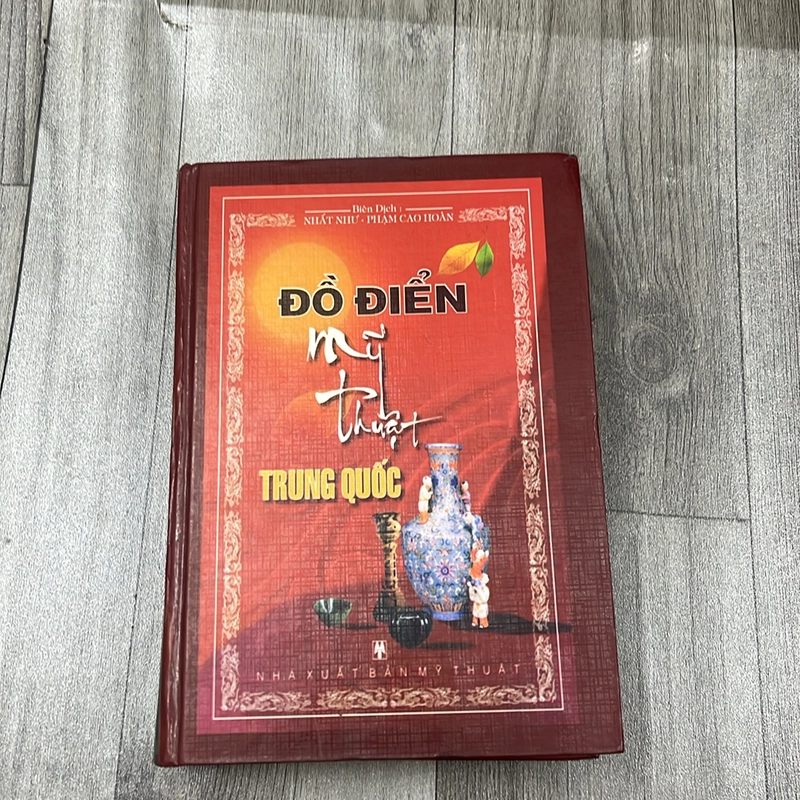 Biên Dịch :
NHẤT NHƯ - PHẠM CAO HOÀN
ĐỒ ĐIỂN
mỹ
thuật
TRUNG QUỐC
NHÀ XUẤT BẢN MỸ THUẬT